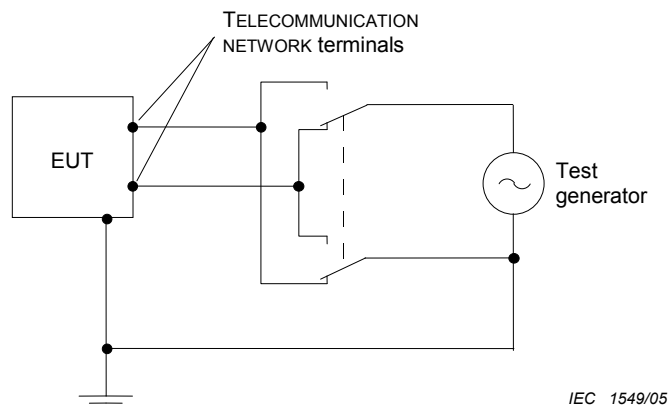 TELECOMMUNICATION
NETWORK terminals
EUT
Test
generator
IEC 1549/05